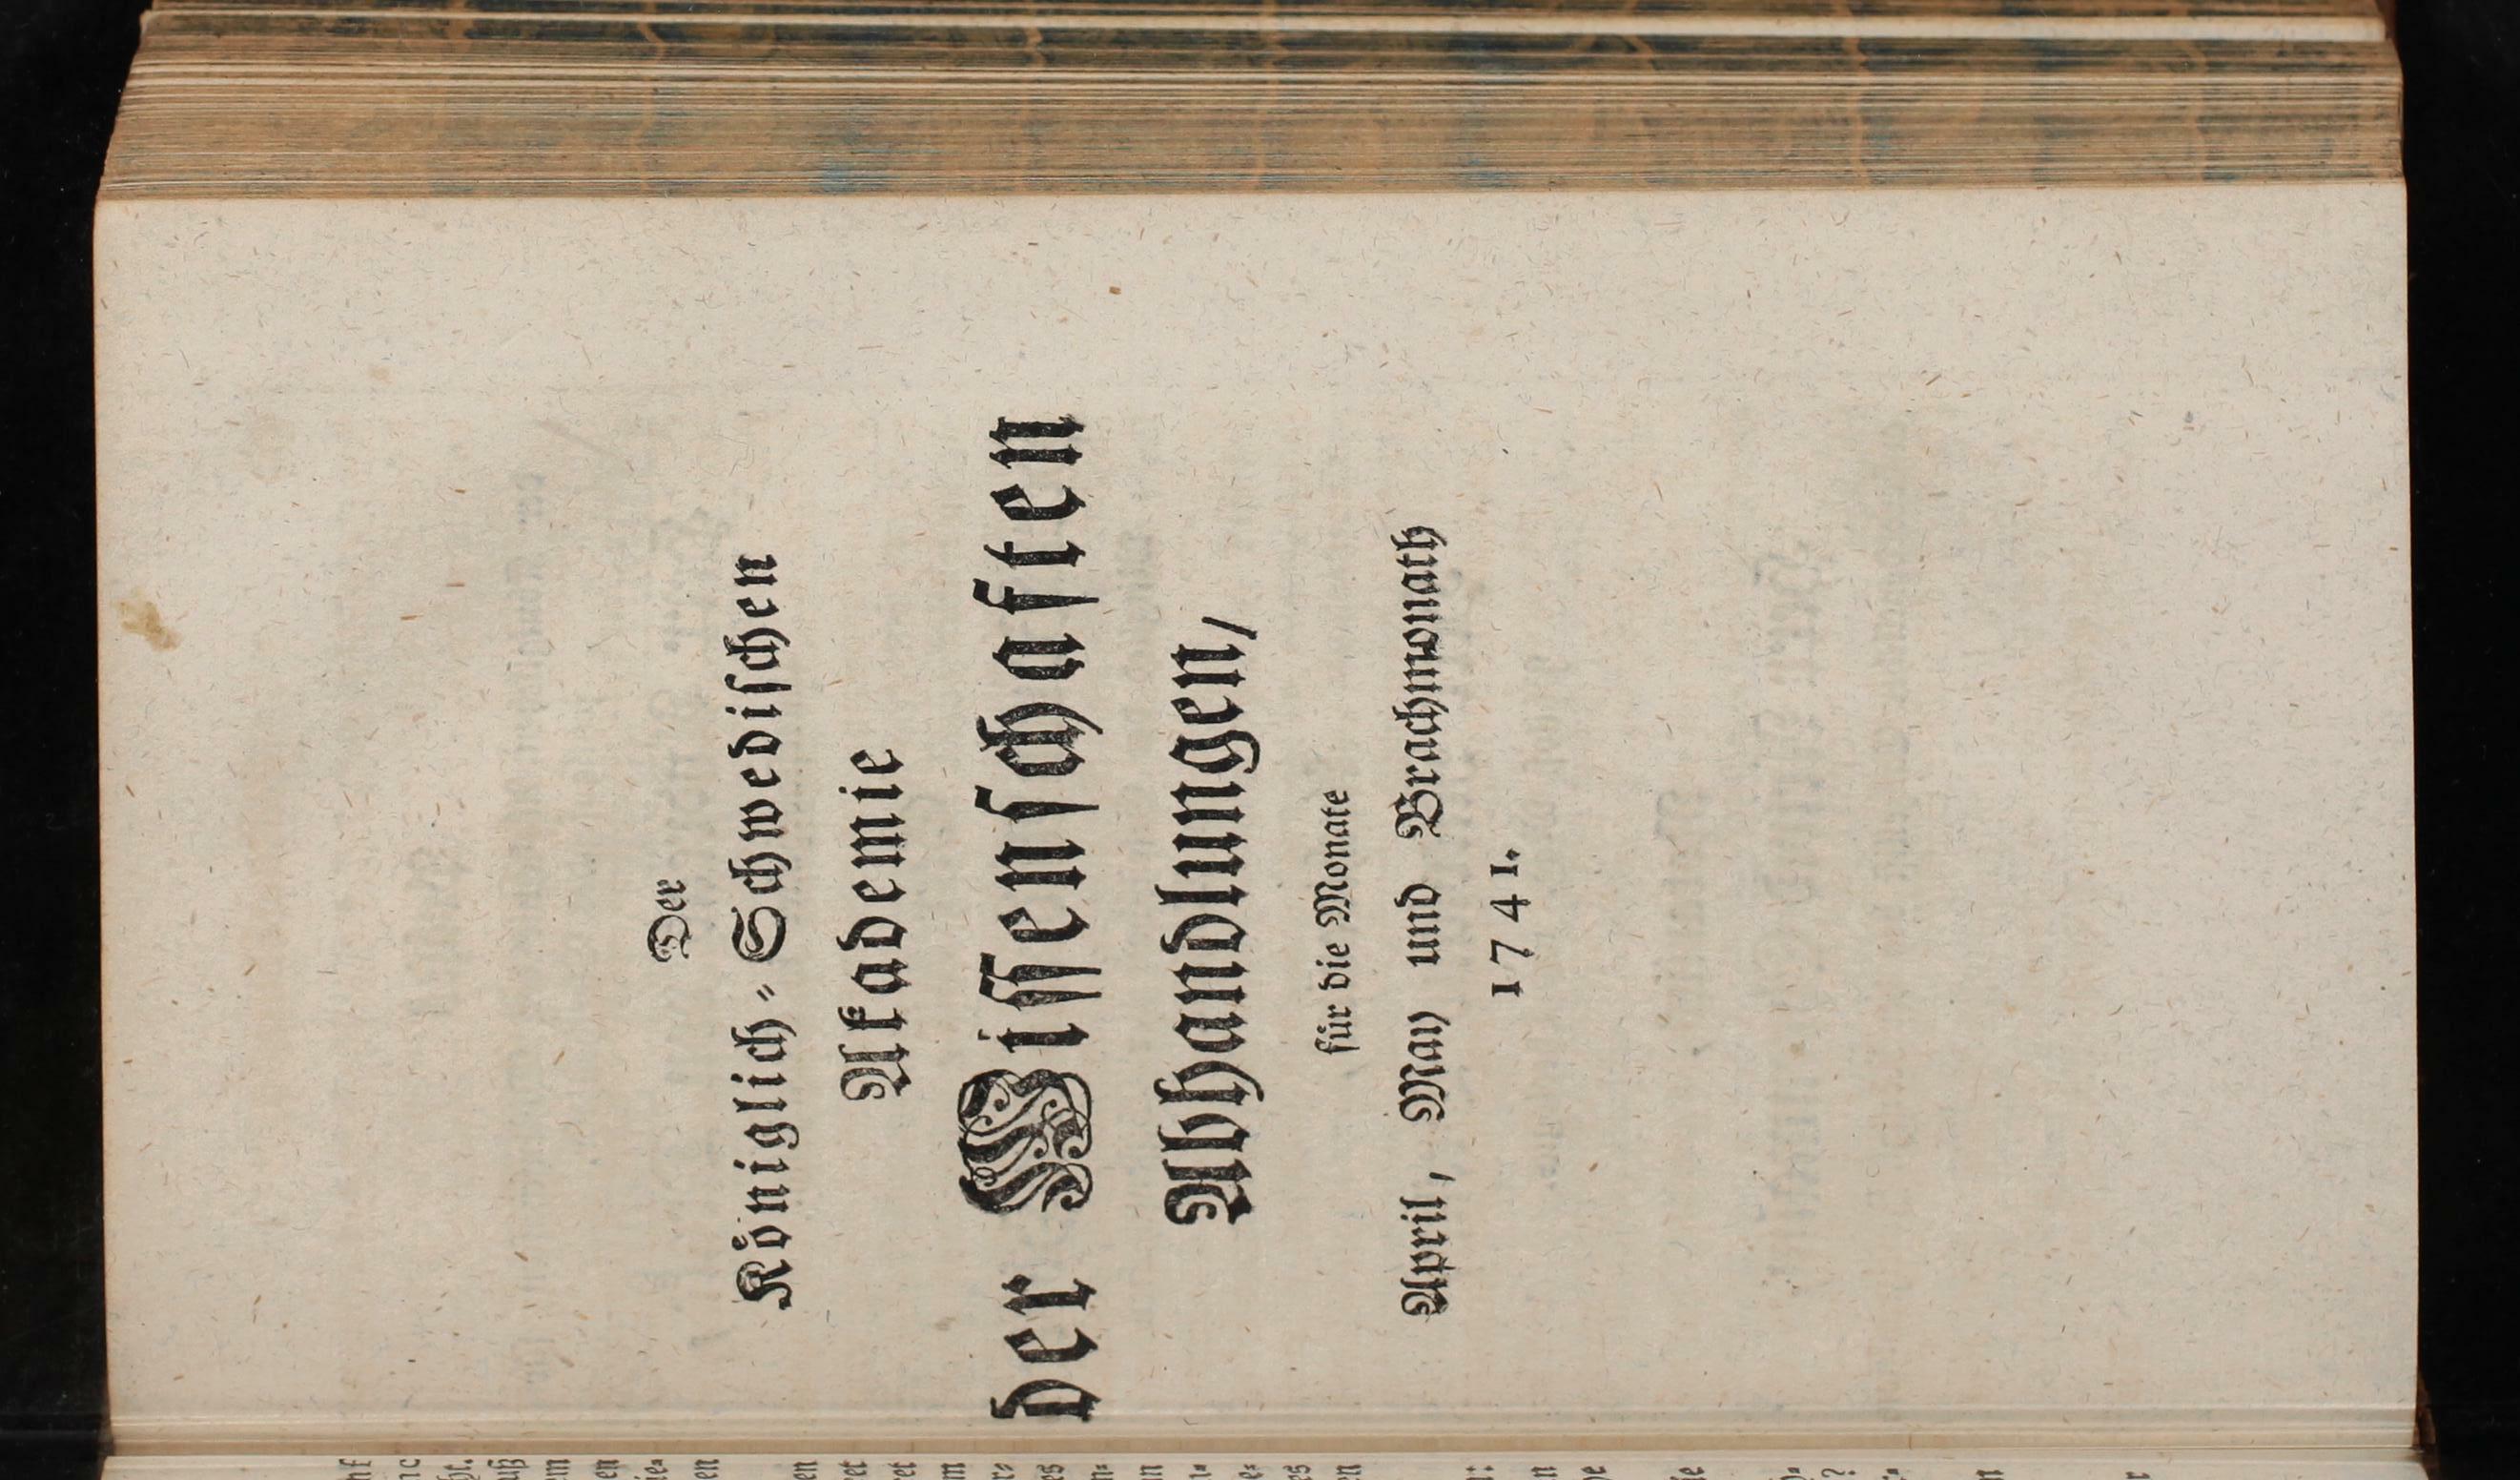 Der
Königlich-Schwedischen
Akademie
der Wissenschaften
Abhandlungen,
für die Monate
April, May und Brachmonath
1741.